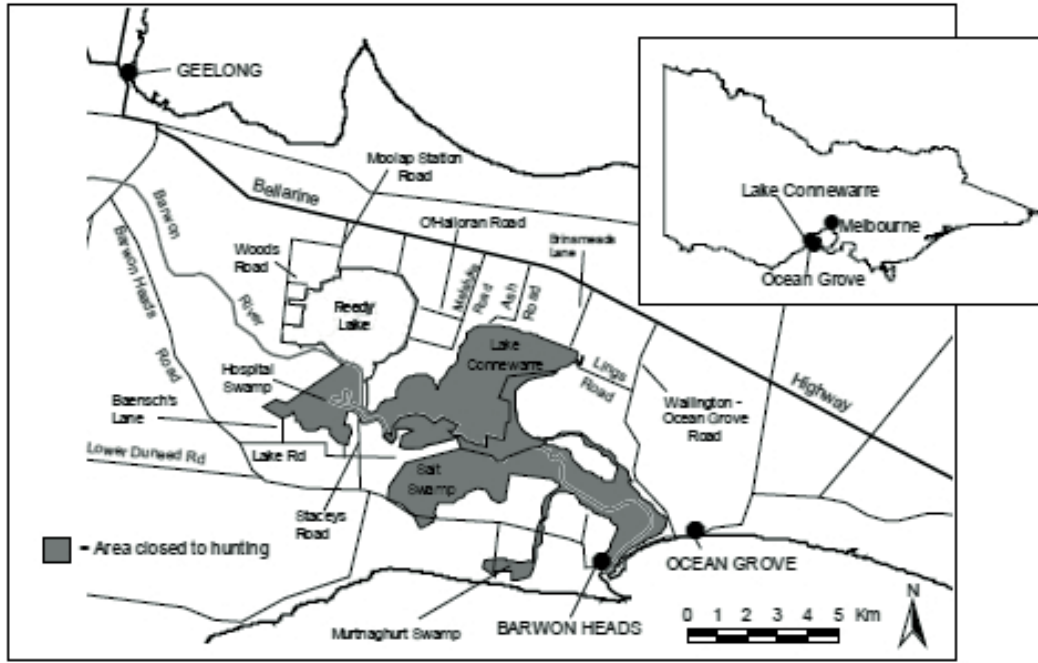 GEELONG
Moolap Station
Road
Bellarine
O'Halloran Road
Brinsmeads
Lane
Barwon
River
Barwon Heads
Road
Woods
Road
Reedy
Lake
Melaluka
Road
Ash
Road
Lake
Connewarre
Lings
Road
Highway
Wallington -
Ocean Grove
Road
Hospital
Swamp
Baensch's
Lane
Lower Duneed Rd
Lake Rd
Salt
Swamp
Staceys
Road
= Area closed to hunting
Murtnaghurt Swamp
BARWON HEADS
OCEAN GROVE
0 1 2 3 4 5 Km
N
Lake Connewarre
Melbourne
Ocean Grove